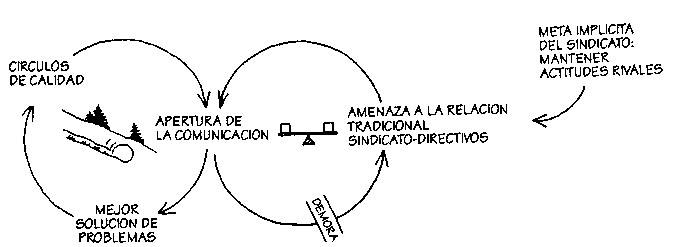 CIRCULOS
DE CALIDAD
APERTURA DE
LA COMUNICACION
MEJOR
SOLUCION DE
PROBLEMAS
AMENAZA A LA RELACION
TRADICIONAL
SINDICATO-DIRECTIVOS
DEMORA
META IMPLICITA
DEL SINDICATO:
MANTENER
ACTITUDES RIVALES